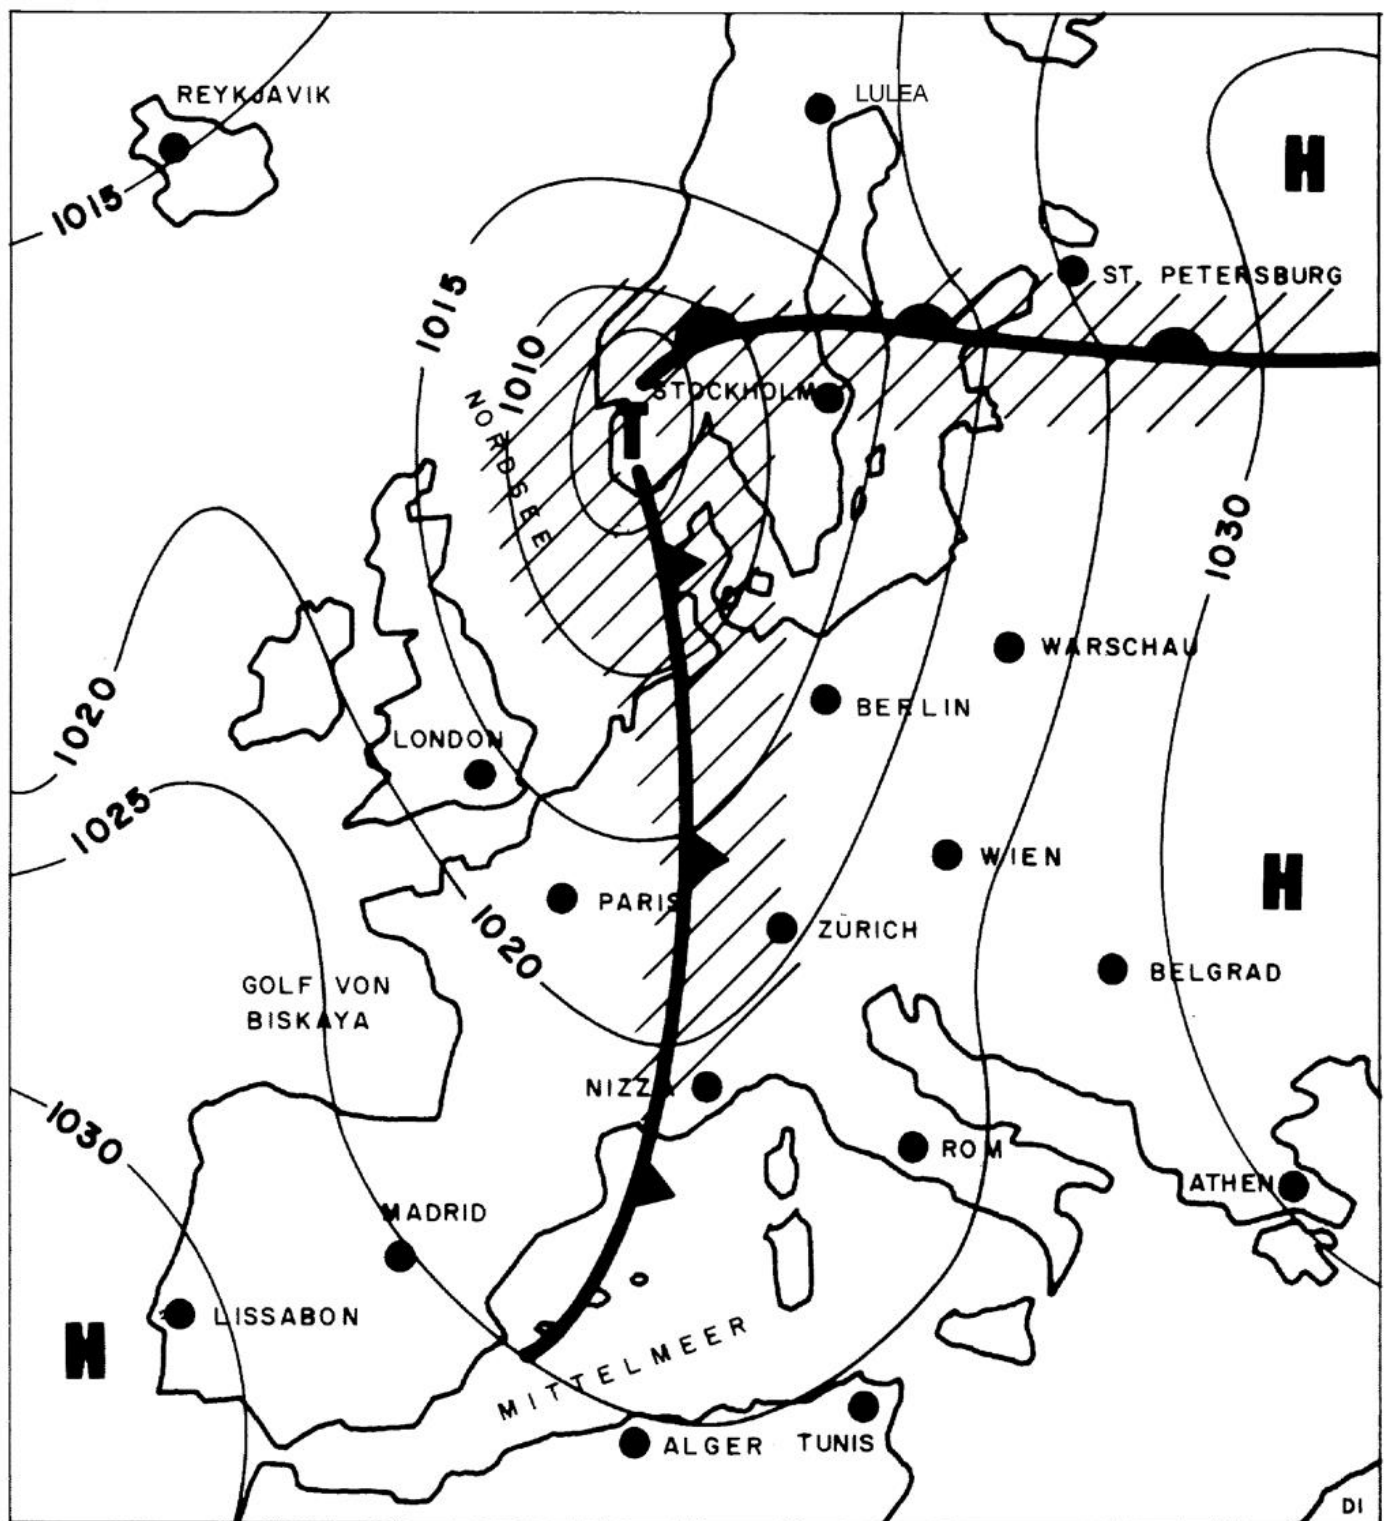 REYKJAVIK
LULEA
H
1015
ST. PETERSBURG
1015
1010
STOCKHOLM
T
NORDSEE
1030
WARSCHAU
1020
BERLIN
LONDON
1025
WIEN
H
PARIS
1020
ZÜRICH
BELGRAD
GOLF VON
BISKAYA
NIZZA
1030
ROM
ATHEN
MADRID
LISSABON
H
MITTELMEER
ALGER
TUNIS
DI